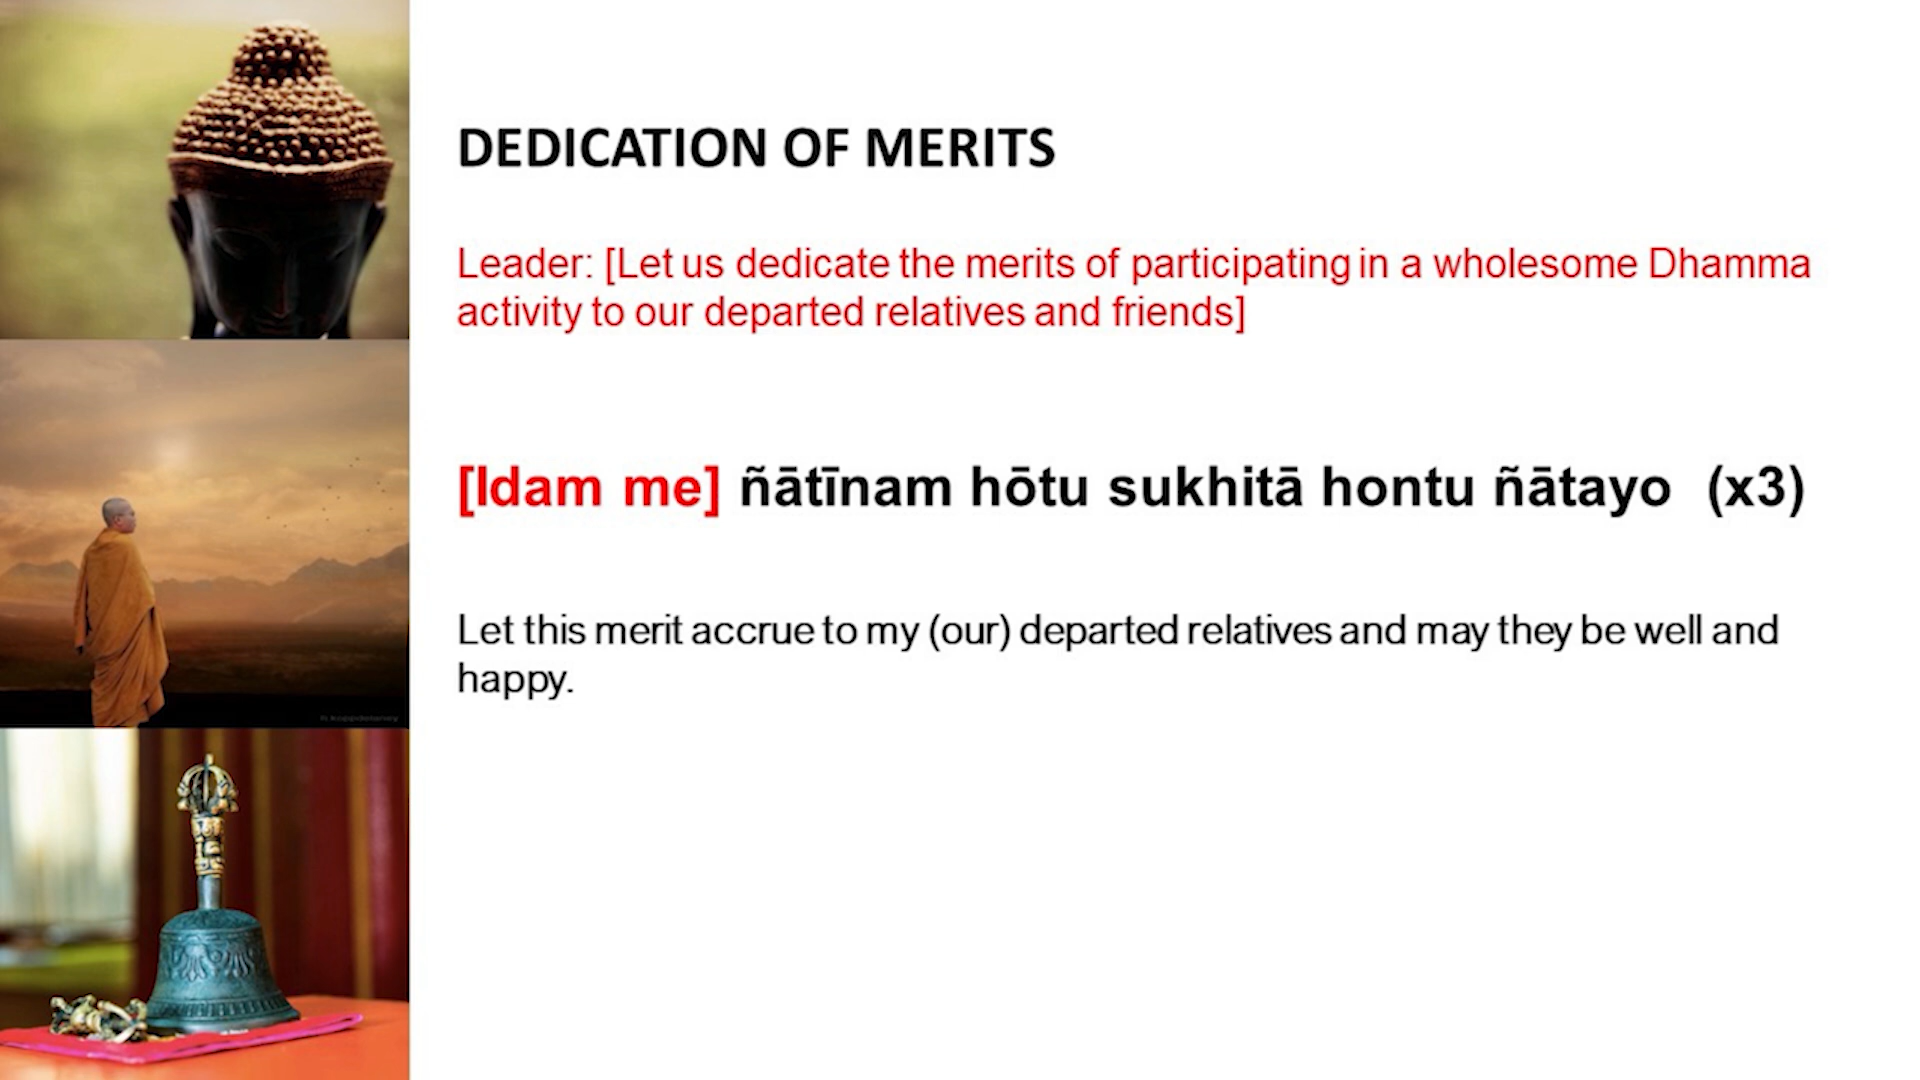 DEDICATION OF MERITS
Leader: [Let us dedicate the merits of participating in a wholesome Dhamma
activity to our departed relatives and friends]
[Idam me] ñātīnam hōtu sukhitā hontu ñātayo (x3)
Let this merit accrue to my (our) departed relatives and may they be well and
happy.